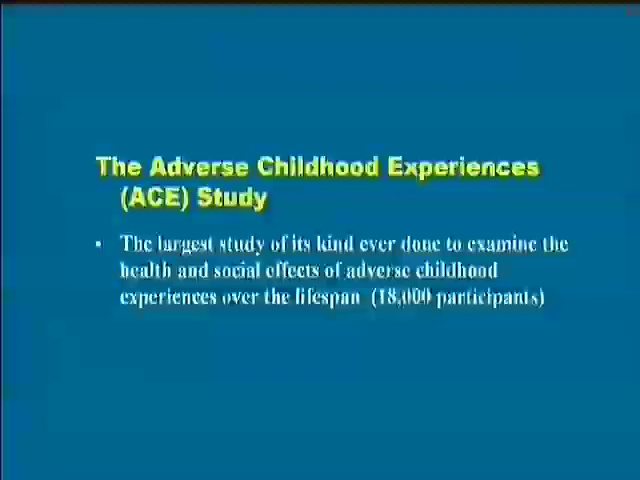 The Adverse Childhood Experiences
(ACE) Study
• The largest study of its kind ever done to examine the
health and social effects of adverse childhood
experiences over the lifespan (18,000 participants)